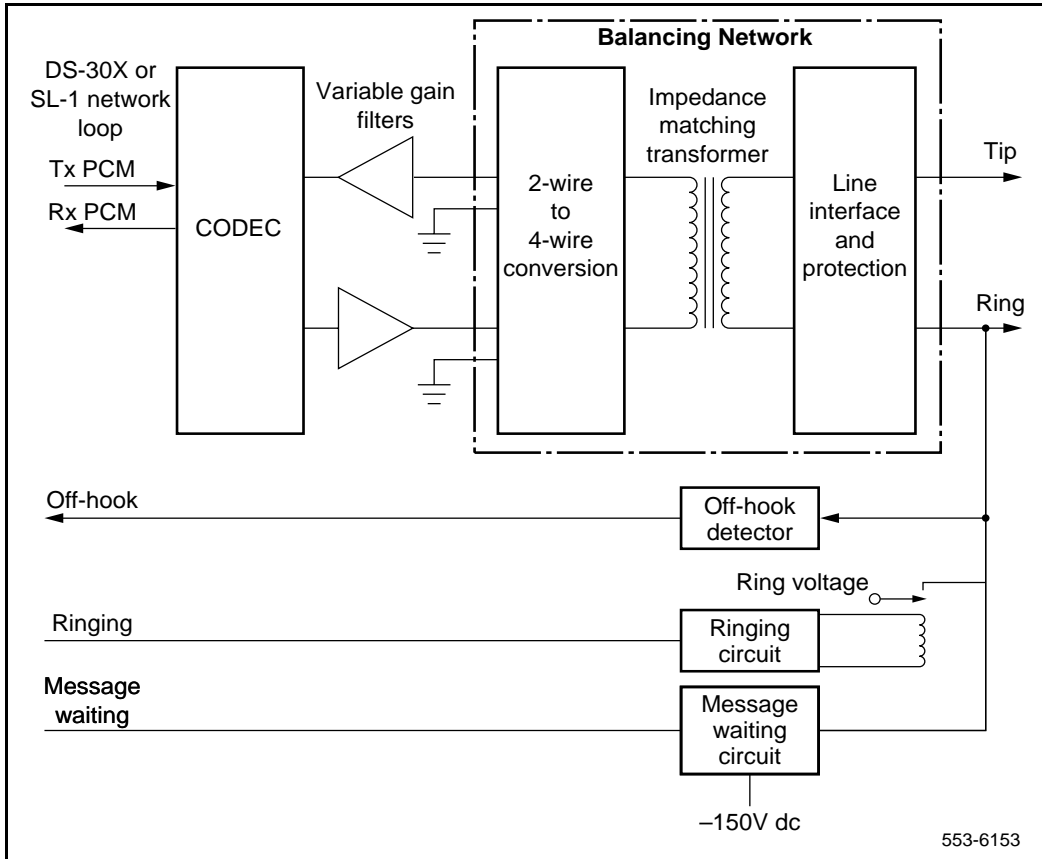 Balancing Network
DS-30X or
SL-1 network
loop
Tx PCM
Rx PCM
CODEC
Variable gain
filters
2-wire
to
4-wire
conversion
Impedance
matching
transformer
Line
interface
and
protection
Tip
Ring
Off-hook
Off-hook
detector
Ring voltage
Ringing
Ringing
circuit
Message
waiting
Message
waiting
circuit
–150V dc
553-6153